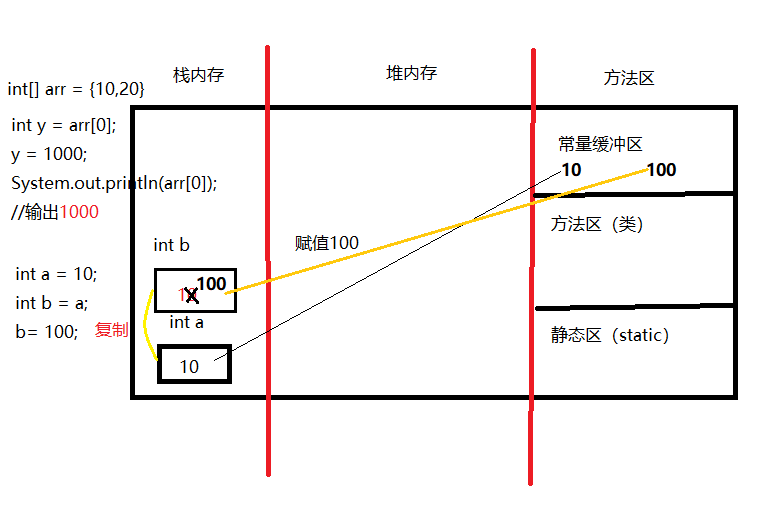 栈内存
堆内存
方法区
int[] arr = {10,20}
int y = arr[0];
y = 1000;
System.out.println(arr[0]);
//输出1000
常量缓冲区
10 100
方法区（类）
int b
赋值100
100
int a = 10;
int b = a;
b= 100; 复制
int a
10
静态区（static）